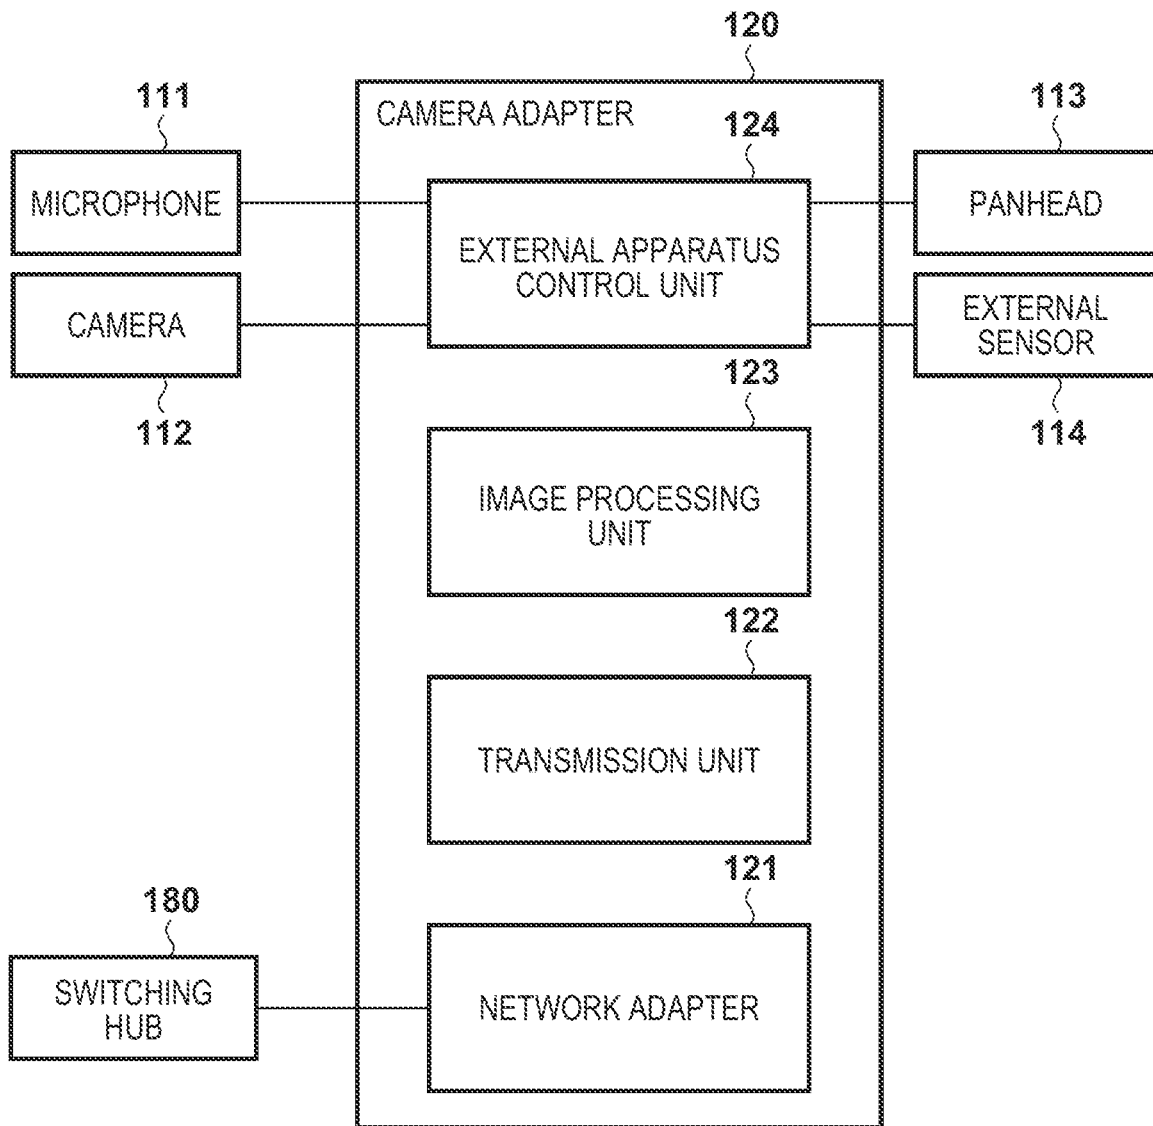 120
111
CAMERA ADAPTER
124
113
MICROPHONE
EXTERNAL APPARATUS
CONTROL UNIT
PANHEAD
CAMERA
EXTERNAL
SENSOR
112
123
114
IMAGE PROCESSING
UNIT
122
TRANSMISSION UNIT
121
180
SWITCHING
HUB
NETWORK ADAPTER